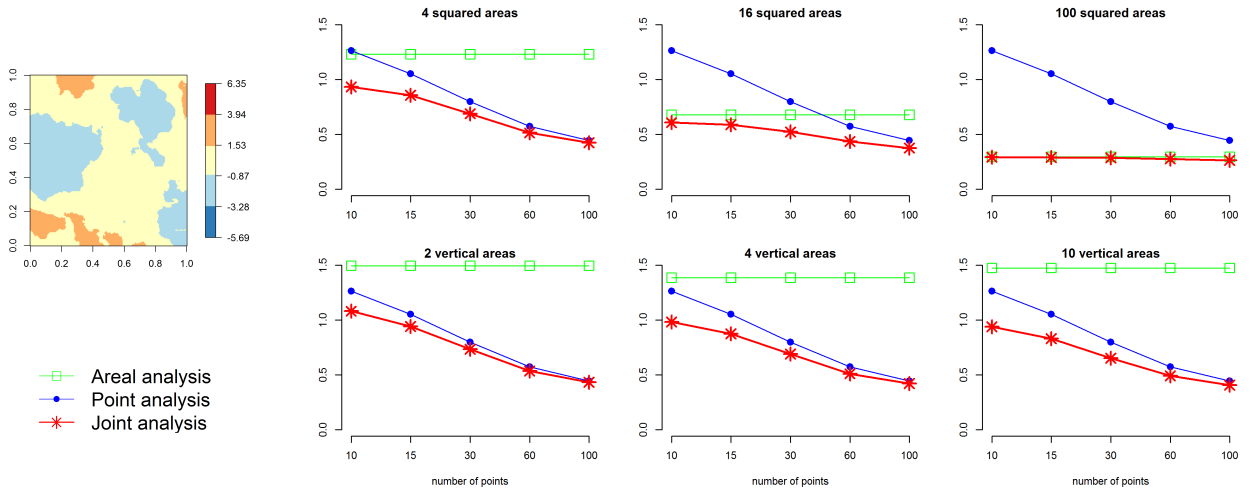 4 squared areas
16 squared areas
100 squared areas
1.5
1.0
0.5
0.0
10 15 30 60 100
1.5
1.0
0.5
0.0
10 15 30 60 100
1.5
1.0
0.5
0.0
10 15 30 60 100
1.0
0.8
0.6
0.4
0.2
0.0
0.0 0.2 0.4 0.6 0.8 1.0
6.35
3.94
1.53
-0.87
-3.28
-5.69
2 vertical areas
4 vertical areas
10 vertical areas
1.5
1.0
0.5
0.0
10 15 30 60 100
number of points
1.5
1.0
0.5
0.0
10 15 30 60 100
number of points
1.5
1.0
0.5
0.0
10 15 30 60 100
number of points
Areal analysis
Point analysis
Joint analysis